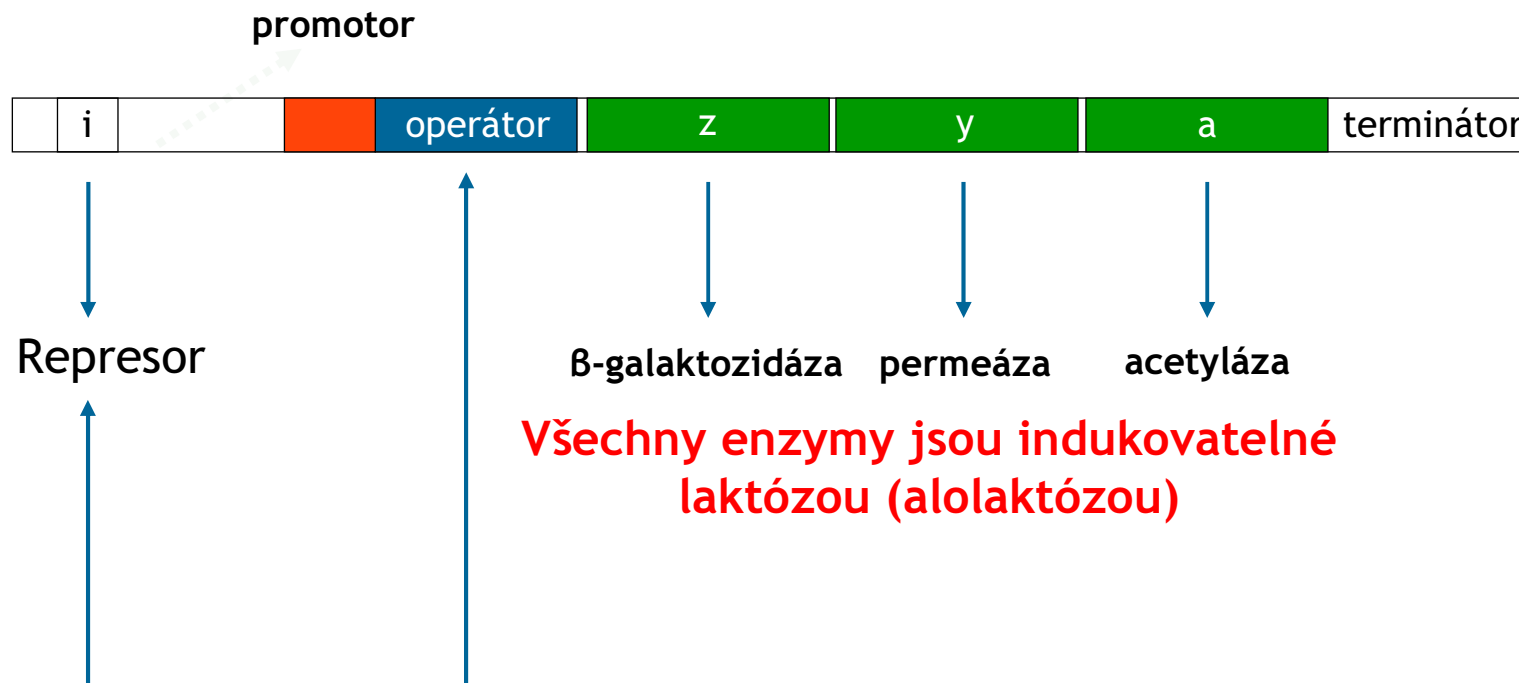 promotor
i
operátor
z
y
a
terminátor
Represor
β-galaktozidáza
permeáza
acetyláza
Všechny enzymy jsou indukovatelné
laktózou (alolaktózou)